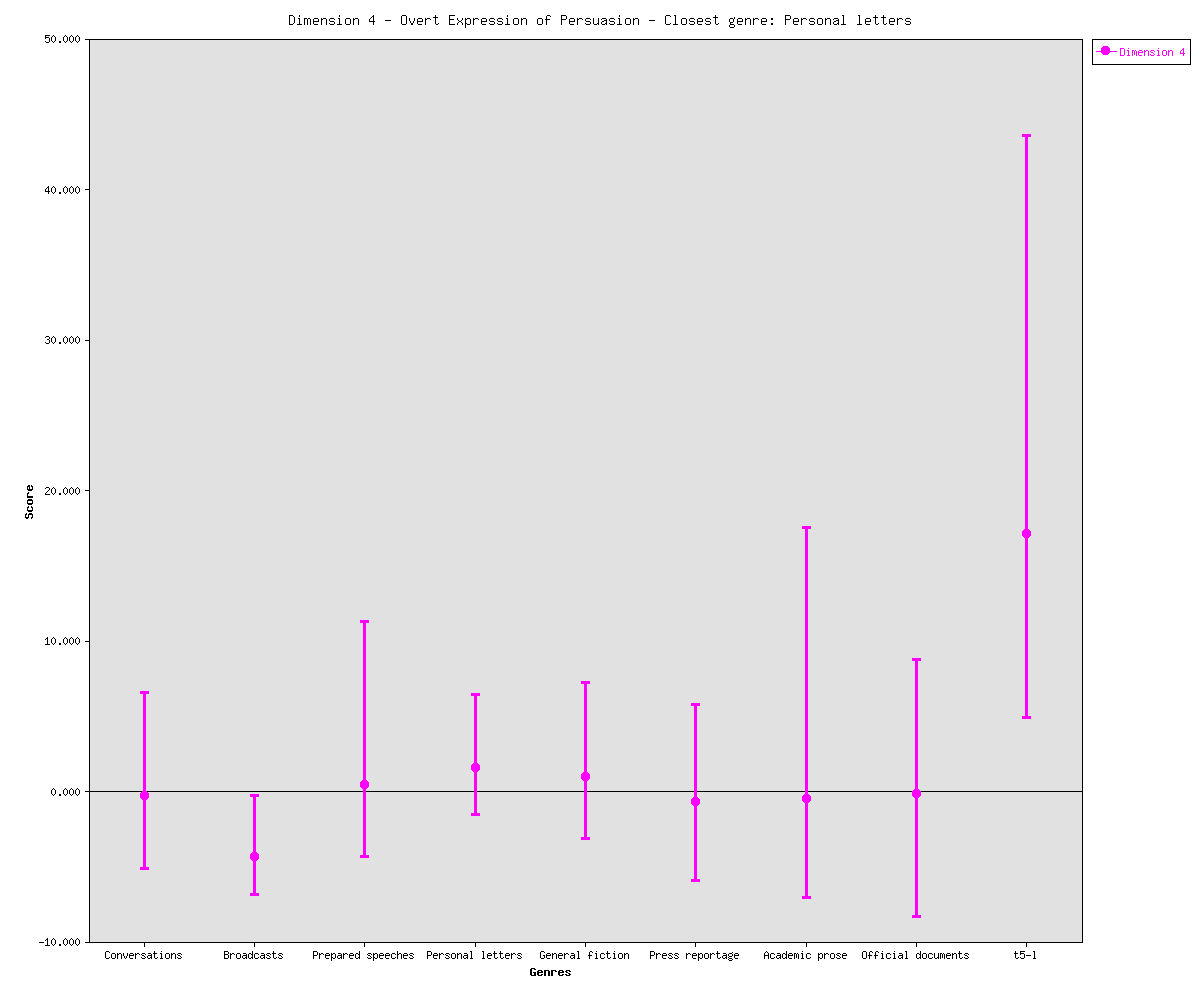 Dimension 4 - Overt Expression of Persuasion - Closest genre: Personal letters
50.000
40.000
30.000
20.000
10.000
0.000
-10.000
Score
Conversations
Broadcasts
Prepared speeches
Personal letters
General fiction
Press reportage
Academic prose
Official documents
t5-l
Genres
Dimension 4